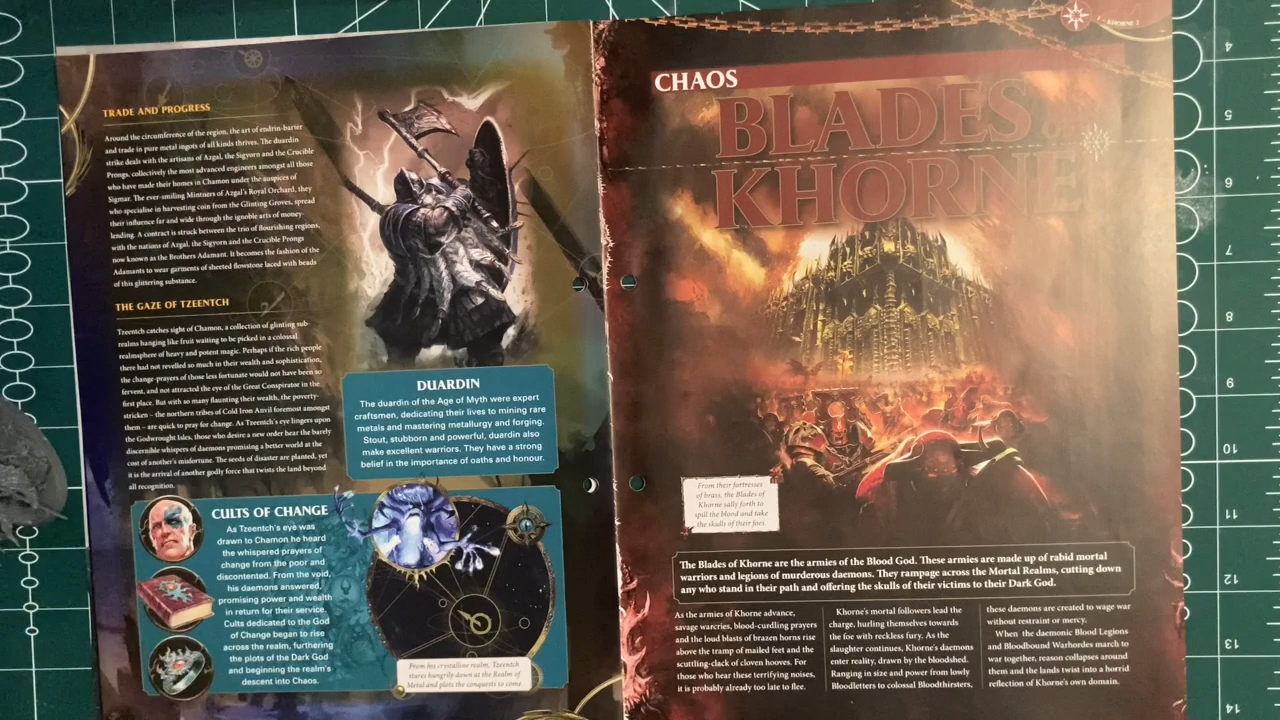 TRADE AND PROGRESS
Around the circumference of the region, the art of endrin-barter
and trade in pure metal ingots of all kinds thrives. The duardin
strike deals with the artisans of Azgal, the Sigyorn and the Crucible
Prongs, collectively the most advanced engineers amongst all those
who have made their homes in Chamon under the auspices of
Sigmar. The ever-smiling Mintners of Azgal's Royal Orchard, they
who specialise in harvesting coin from the Glinting Groves, spread
their influence far and wide through the ignoble arts of money-
lending. A contract is struck between the trio of flourishing regions,
with the nations of Azgal, the Sigyorn and the Crucible Prongs
now known as the Brothers Adamant. It becomes the fashion of the
Adamants to wear garments of sheeted flowstone laced with beads
of this glittering substance.
THE GAZE OF TZEENTCH
Tzeentch catches sight of Chamon, a collection of glinting sub-
realms hanging like fruit waiting to be picked in a colossal
realmsphere of heavy and potent magic. Perhaps if the rich people
there had not revelled so much in their wealth and sophistication,
the change-prayers of those less fortunate would not have been so
fervent, and not attracted the eye of the Great Conspirator in the
first place. But with so many flaunting their wealth, the poverty-
stricken – the northern tribes of Cold Iron Anvil foremost amongst
them – are quick to pray for change. As Tzeentch's eye lingers upon
the Godwrought Isles, those who desire a new order hear the barely
discernible whispers of daemons promising a better world at the
cost of another's misfortune. The seeds of disaster are planted, yet
it is the arrival of another godly force that twists the land beyond
all recognition.
DUARDIN
The duardin of the Age of Myth were expert
craftsmen, dedicating their lives to mining rare
metals and mastering metallurgy and forging.
Stout, stubborn and powerful, duardin also
make excellent warriors. They have a strong
belief in the importance of oaths and honour.
CULTS OF CHANGE
As Tzeentch's eye was
drawn to Chamon he heard
the whispered prayers of
change from the poor and
discontented. From the void,
his daemons answered,
promising power and wealth
in return for their service.
Cults dedicated to the God
of Change began to rise
across the realm, furthering
the plots of the Dark God
and beginning the realm's
descent into Chaos.
From his crystalline realm, Tzeentch
stares hungrily down at the Realm of
Metal and plots the conquests to come.
KHORNE
CHAOS
BLADES
KHORNE
From their fortresses
of brass, the Blades of
Khorne sally forth to
spill the blood and take
the skulls of their foes.
The Blades of Khorne are the armies of the Blood God. These armies are made up of rabid mortal
warriors and legions of murderous daemons. They rampage across the Mortal Realms, cutting down
any who stand in their path and offering the skulls of their victims to their Dark God.
As the armies of Khorne advance,
savage warcries, blood-curdling prayers
and the loud blasts of brazen horns rise
above the tramp of mailed feet and the
scuttling-clack of cloven hooves. For
those who hear these terrifying noises,
it is probably already too late to flee.
Khorne's mortal followers lead the
charge, hurling themselves towards
the foe with reckless fury. As the
slaughter continues, Khorne's daemons
enter reality, drawn by the bloodshed.
Ranging in size and power from lowly
Bloodletters to colossal Bloodthirsters,
these daemons are created to wage war
without restraint or mercy.
When the daemonic Blood Legions
and Bloodbound Warhordes march to
war together, reason collapses around
them and the lands twist into a horrid
reflection of Khorne's own domain.
4
5
6
7
8
9
10
11
12
13
14